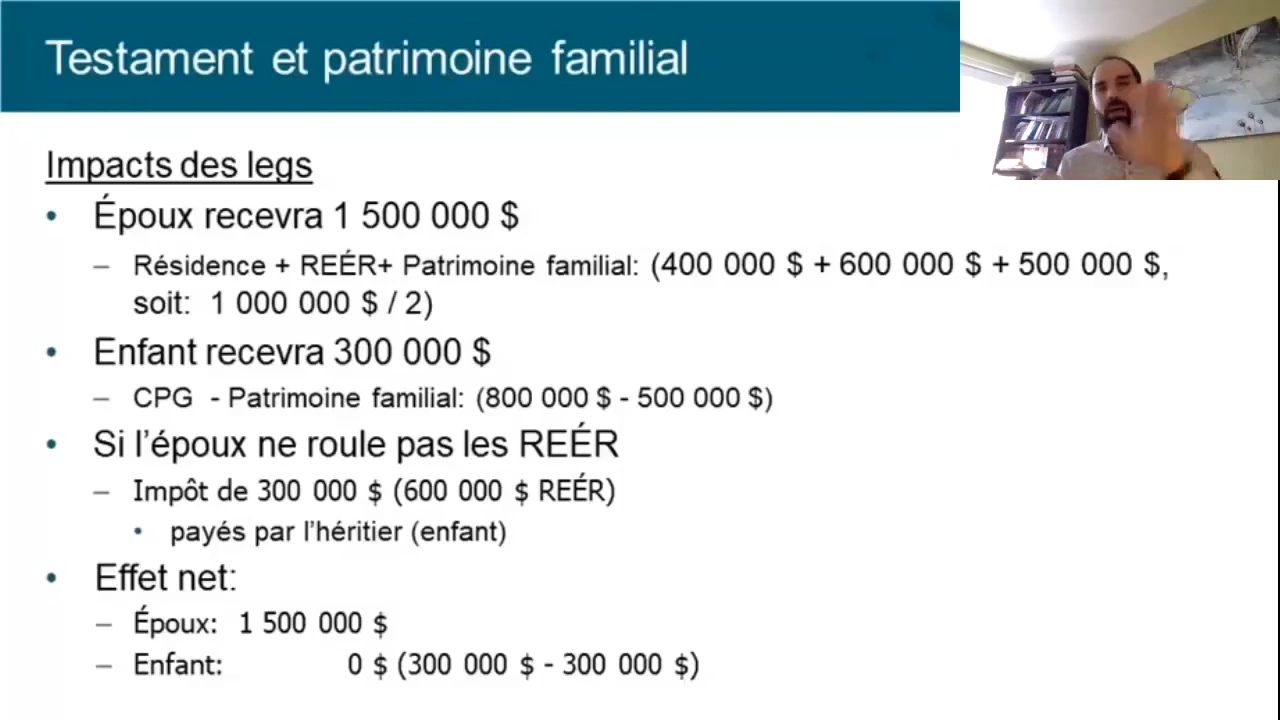 Testament et patrimoine familial
Impacts des legs
• Époux recevra 1 500 000 $
– Résidence + REÉR+ Patrimoine familial: (400 000 $ + 600 000 $ + 500 000 $,
soit: 1 000 000 $ / 2)
• Enfant recevra 300 000 $
– CPG - Patrimoine familial: (800 000 $ - 500 000 $)
• Si l'époux ne roule pas les REÉR
– Impôt de 300 000 $ (600 000 $ REÉR)
• payés par l'héritier (enfant)
• Effet net:
– Époux: 1 500 000 $
– Enfant: 0 $ (300 000 $ - 300 000 $)